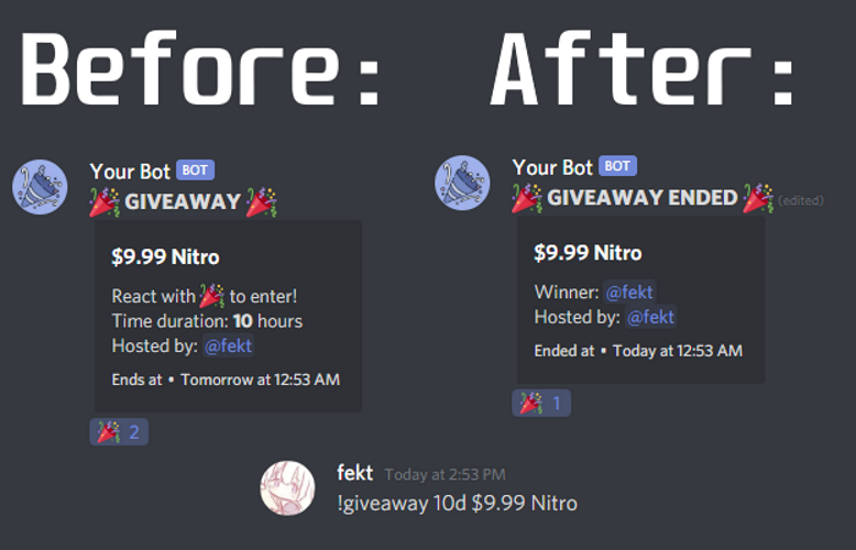 Before:
After:
Your Bot BOT
🎉 GIVEAWAY 🎉
$9.99 Nitro
React with 🎉 to enter!
Time duration: 10 hours
Hosted by: @fekt
Ends at • Tomorrow at 12:53 AM
🎉 2
Your Bot BOT
🎉 GIVEAWAY ENDED 🎉 (edited)
$9.99 Nitro
Winner: @fekt
Hosted by: @fekt
Ended at • Today at 12:53 AM
🎉 1
fekt Today at 2:53 PM
!giveaway 10d $9.99 Nitro